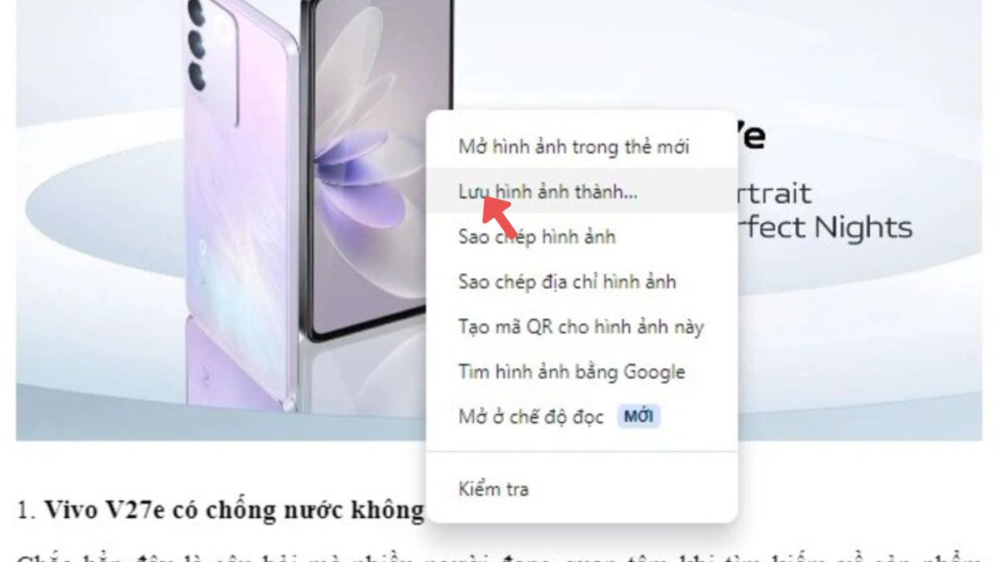 7e
rtrait
rfect Nights
Mở hình ảnh trong thẻ mới
Lưu hình ảnh thành...
Sao chép hình ảnh
Sao chép địa chỉ hình ảnh
Tạo mã QR cho hình ảnh này
Tìm hình ảnh bằng Google
Mở ở chế độ đọc MỚI
Kiểm tra
1. Vivo V27e có chống nước không